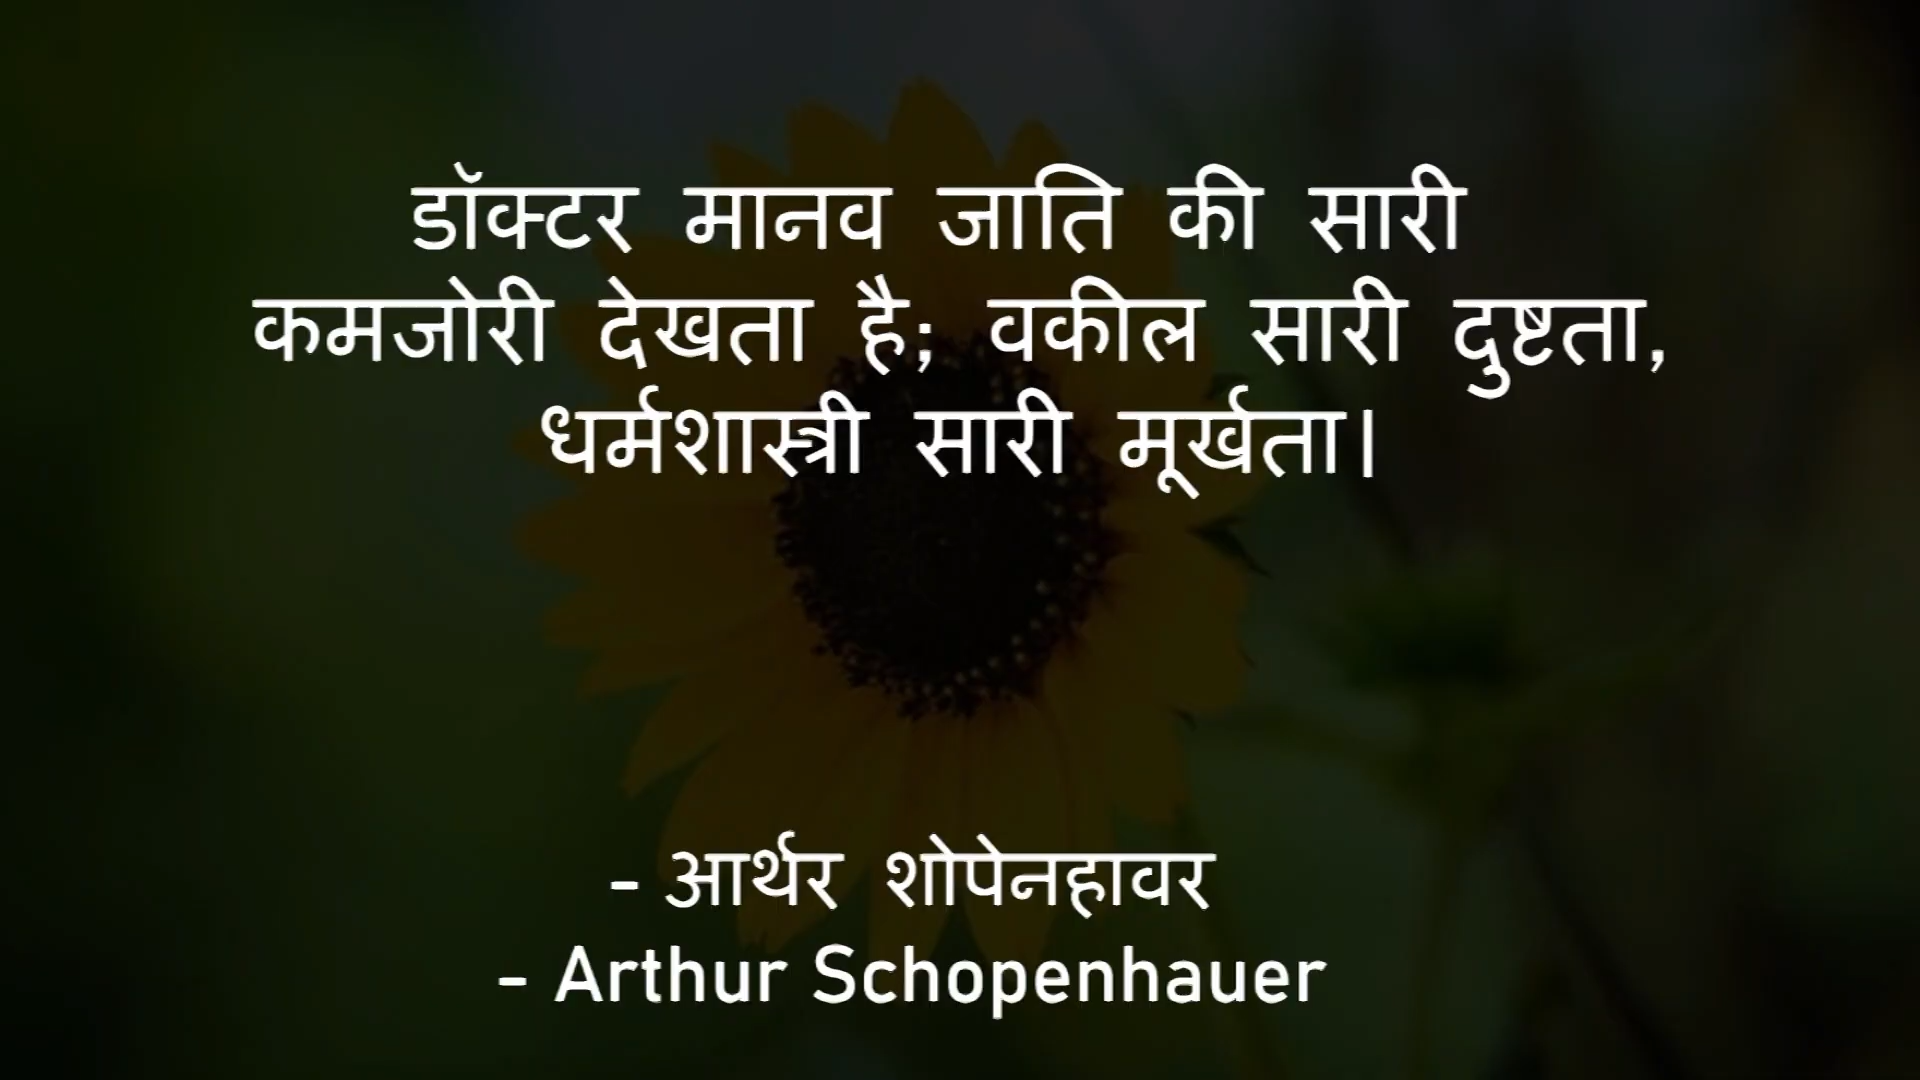 डॉक्टर मानव जाति की सारी
कमजोरी देखता है; वकील सारी दुष्टता,
धर्मशास्त्री सारी मूर्खता।
- आर्थर शोपेनहावर
- Arthur Schopenhauer